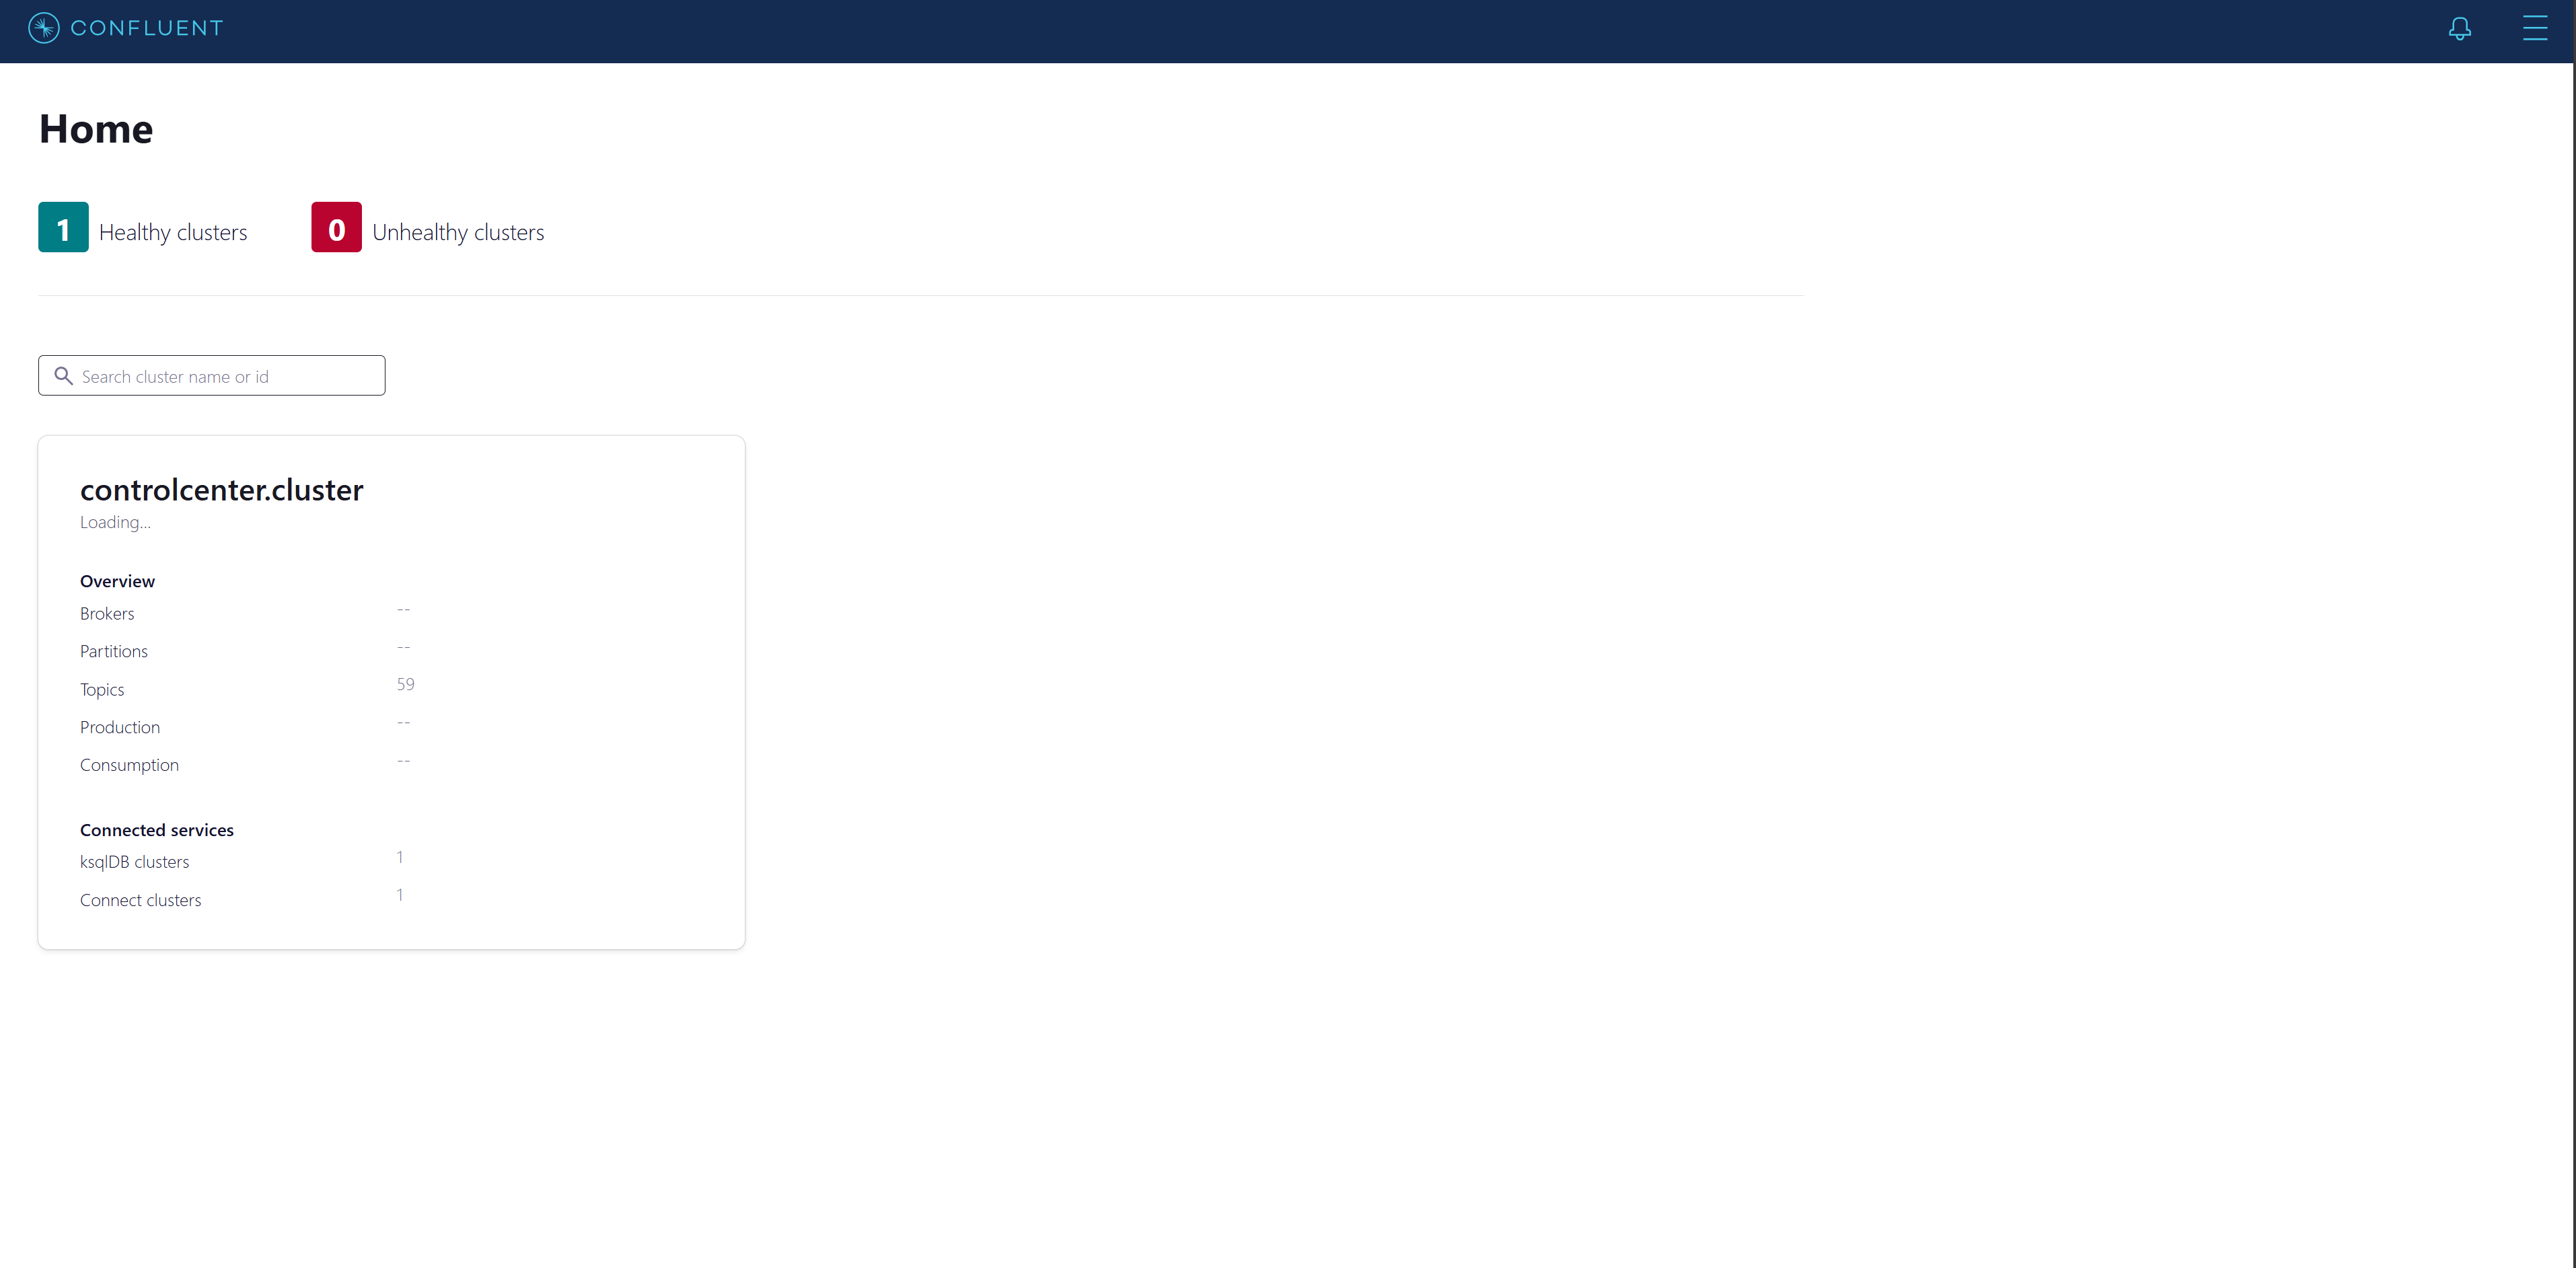 CONFLUENT
Home
1 Healthy clusters 0 Unhealthy clusters
Search cluster name or id
controlcenter.cluster
Loading...
Overview
Brokers --
Partitions --
Topics 59
Production --
Consumption --
Connected services
ksqlDB clusters 1
Connect clusters 1